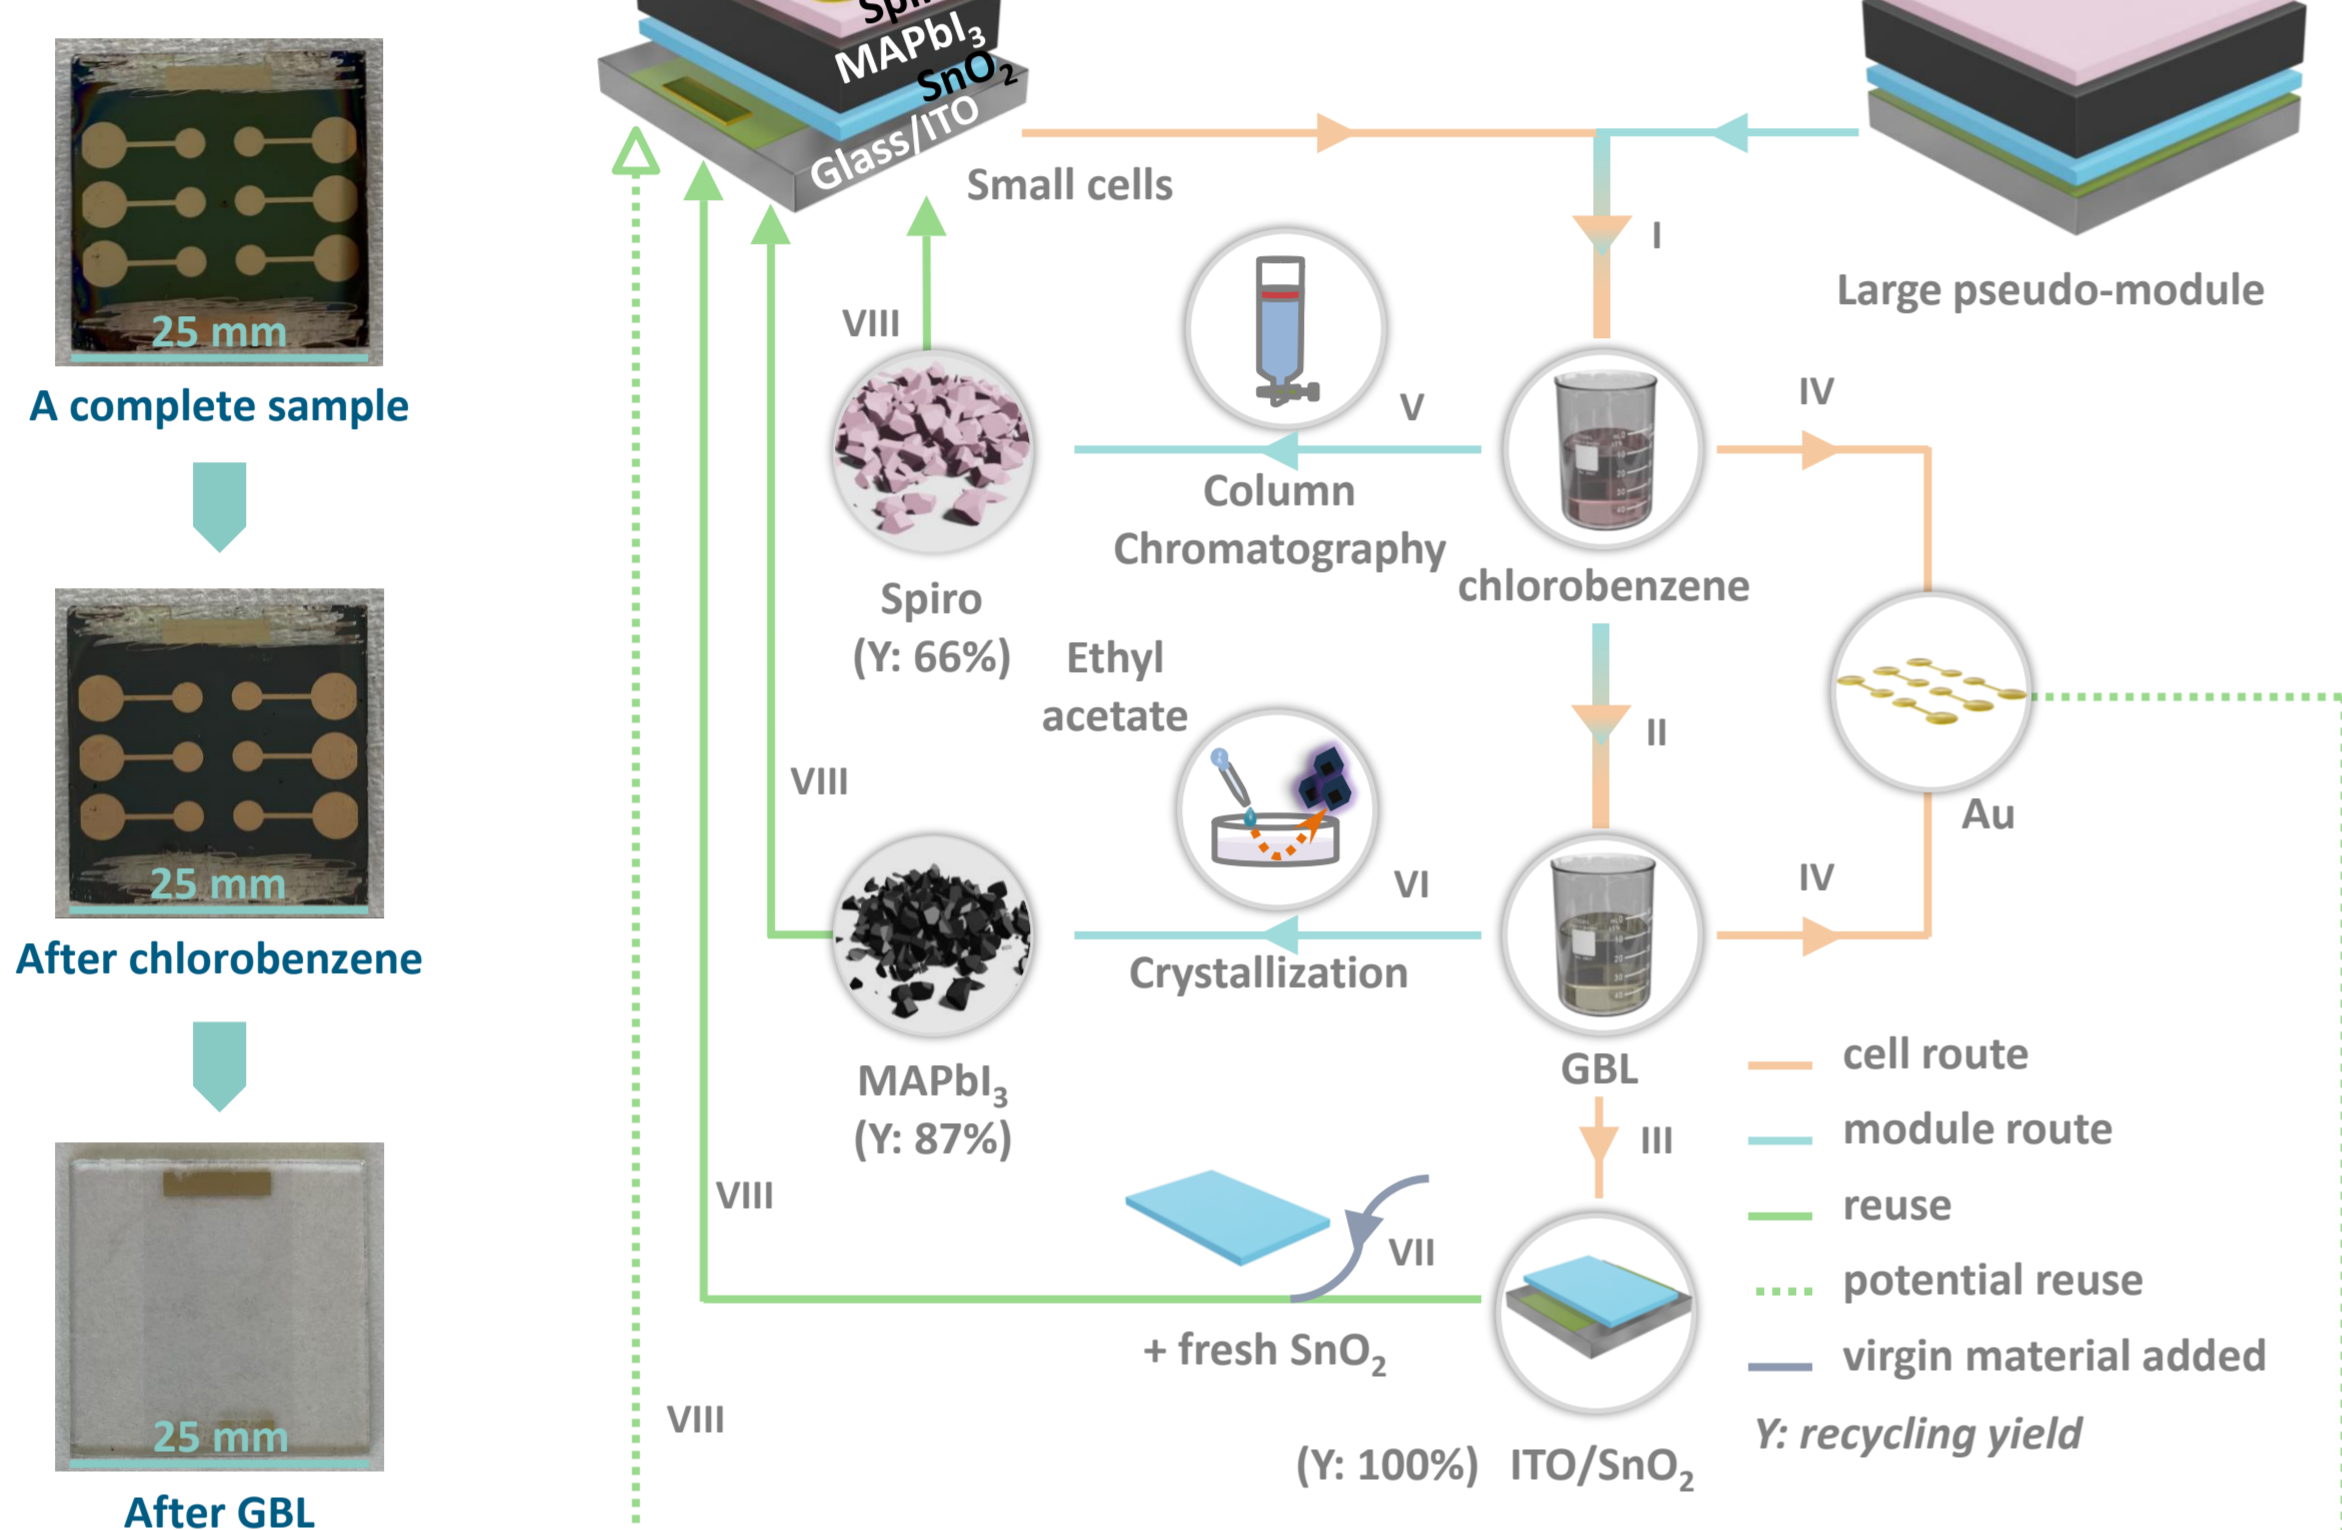 25 mm
A complete sample
25 mm
After chlorobenzene
25 mm
After GBL
MAPbI₃
SnO₂
Glass/ITO
Small cells
Large pseudo-module
I
VIII
V
IV
Column
Chromatography
chlorobenzene
Spiro
(Y: 66%)
Ethyl
acetate
II
VIII
Au
VI
IV
Crystallization
MAPbI₃
(Y: 87%)
GBL
III
VIII
VII
+ fresh SnO₂
VIII
(Y: 100%) ITO/SnO₂
cell route
module route
reuse
potential reuse
virgin material added
Y: recycling yield